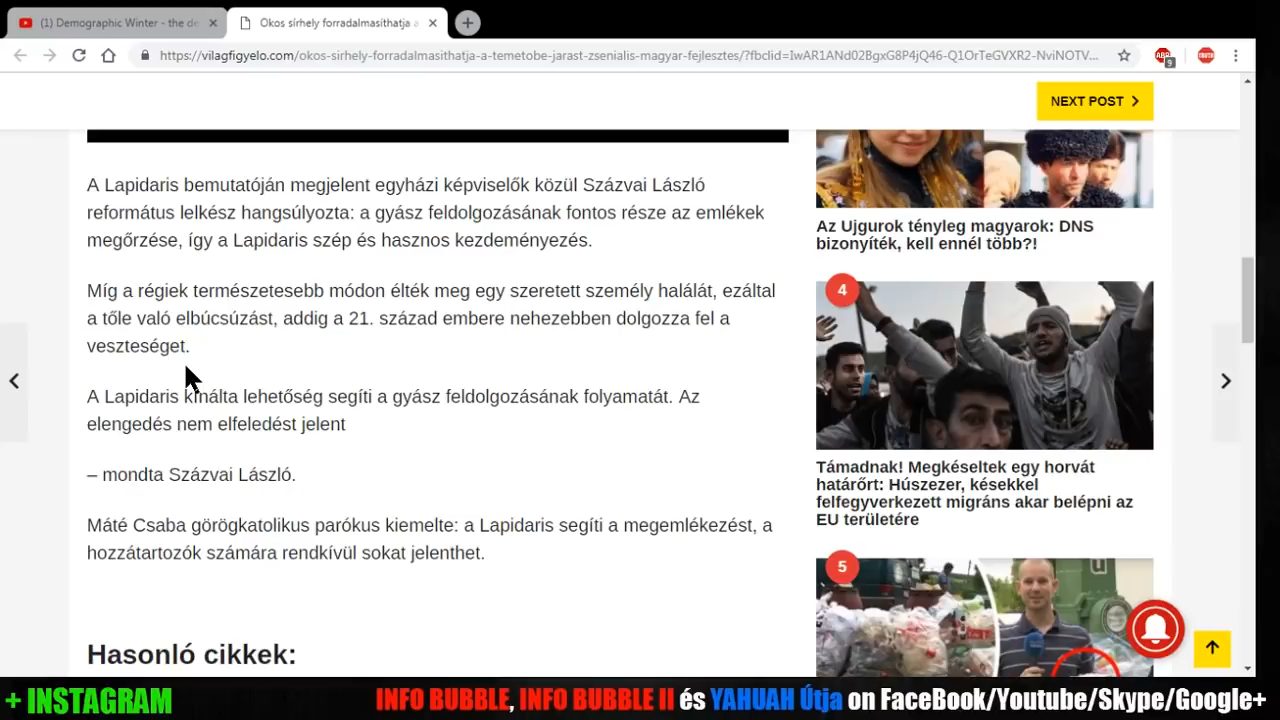 (1) Demographic Winter - the de
Okos sírhely forradalmasíthatja a
https://vilagfigyelo.com/okos-sirhely-forradalmasithatja-a-temetobe-jarast-zsenialis-magyar-fejlesztes/?fbclid=IwAR1ANd02BgxG8P4jQ46-Q1OrTeGVXR2-NviNOTV...
9
NEXT POST
A Lapidaris bemutatóján megjelent egyházi képviselők közül Százvai László
református lelkész hangsúlyozta: a gyász feldolgozásának fontos része az emlékek
megőrzése, így a Lapidaris szép és hasznos kezdeményezés.
Míg a régiek természetesebb módon élték meg egy szeretett személy halálát, ezáltal
a tőle való elbúcsúzást, addig a 21. század embere nehezebben dolgozza fel a
veszteséget.
A Lapidaris kínálta lehetőség segíti a gyász feldolgozásának folyamatát. Az
elengedés nem elfeledést jelent
– mondta Százvai László.
Máté Csaba görögkatolikus parókus kiemelte: a Lapidaris segíti a megemlékezést, a
hozzátartozók számára rendkívül sokat jelenthet.
Hasonló cikkek:
Az Ujgurok tényleg magyarok: DNS
bizonyíték, kell ennél több?!
4
Támadnak! Megkéseltek egy horvát
határőrt: Húszezer, késekkel
felfegyverkezett migráns akar belépni az
EU területére
5
+ INSTAGRAM
INFO BUBBLE, INFO BUBBLE II és YAHUAH Útja on FaceBook/Youtube/Skype/Google+